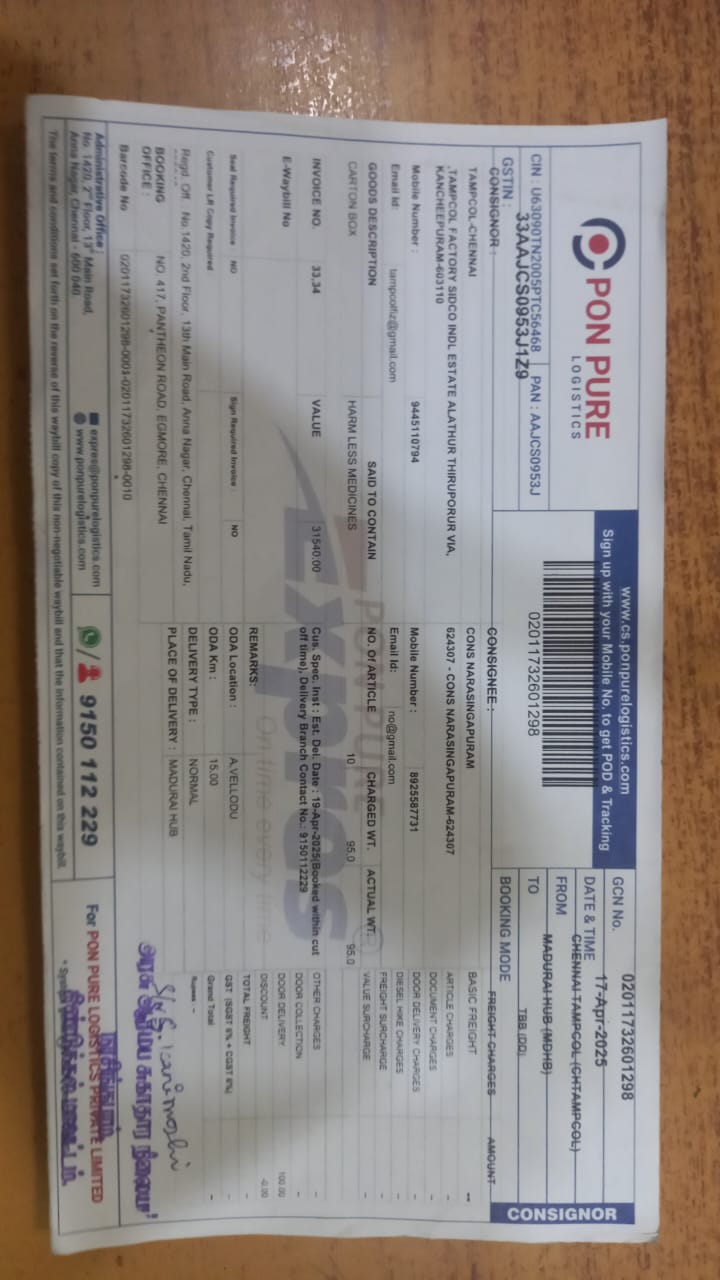 PON PURE
LOGISTICS
www.cs.ponpurelogistics.com
Sign up with your Mobile No. to get POD & Tracking
02011732601298
CIN : U63090TN2005PTC56468 PAN : AAJCS0953J
GSTIN : 33AAJCS0953J1Z9
GCN No. 02011732601298
DATE & TIME 17-Apr-2025
FROM CHENNAI-TAMPCOL (CHTAMPCOL)
TO MADURAI HUB (MDHB)
BOOKING MODE TBB (DD)
CONSIGNOR
CONSIGNOR :
TAMPCOL-CHENNAI
,TAMPCOL FACTORY SIDCO INDL ESTATE ALATHUR THIRUPORUR VIA,
KANCHEEPURAM-603110
Mobile Number : 9445110794
Email Id: tampcolfiz@gmail.com
CONSIGNEE :
CONS NARASINGAPURAM
624307 - CONS NARASINGAPURAM-624307
Mobile Number : 8925587731
Email Id: no@gmail.com
GOODS DESCRIPTION SAID TO CONTAIN NO. Of ARTICLE CHARGED WT. ACTUAL WT.
CARTON BOX HARM LESS MEDICINES 10 95.0 95.0
INVOICE NO. 33,34 VALUE 31540.00
E-Waybill No
Cus. Spec. Inst : Est. Del. Date : 19-Apr-2025(Booked within cut
off time), Delivery Branch Contact No.: 9150112229
REMARKS:
Seal Required Invoice NO Sign Required Invoice NO
Customer LR Copy Required
ODA Location : A.VELLODU
ODA Km : 15.00
DELIVERY TYPE : NORMAL
PLACE OF DELIVERY : MADURAI HUB
Regd. Off. No.1420, 2nd Floor, 13th Main Road, Anna Nagar, Chennai, Tamil Nadu,
BOOKING OFFICE : NO. 417, PANTHEON ROAD, EGMORE, CHENNAI
Barcode No 02011732601298-0001-02011732601298-0010
FREIGHT CHARGES AMOUNT
BASIC FREIGHT --
ARTICLE CHARGES -
DOCUMENT CHARGES -
DOOR DELIVERY CHARGES -
DIESEL HIKE CHARGES -
FREIGHT SURCHARGE -
VALUE SURCHARGE -
OTHER CHARGES -
DOOR COLLECTION -
DOOR DELIVERY 100.00
DISCOUNT -0.00
TOTAL FREIGHT -
GST (SGST 6% + CGST 6%) -
Grand Total -
Rupees –
PONPURE
Express
On time every time
Administrative Office :
No. 1420, 2nd Floor, 13th Main Road,
Anna Nagar, Chennai - 600 040
expres@ponpurelogistics.com
www.ponpurelogistics.com
9150 112 229
For PON PURE LOGISTICS PRIVATE LIMITED
The terms and conditions set forth on the reverse of this waybill copy of this non-negotiable waybill and that the information contained on this waybill.